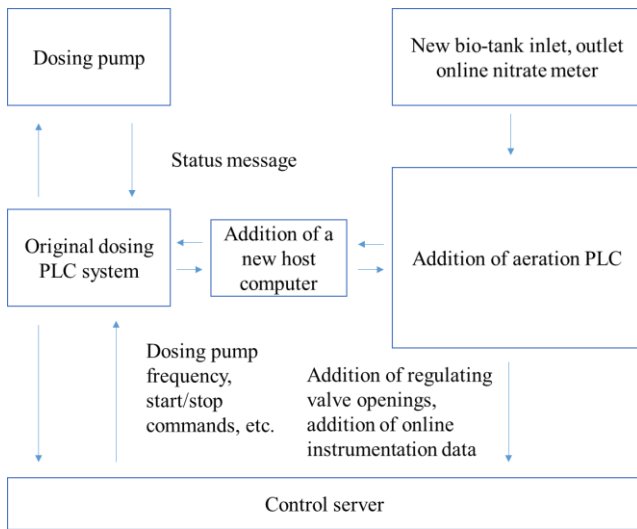 Dosing pump
New bio-tank inlet, outlet
online nitrate meter
Status message
Original dosing
PLC system
Addition of a
new host
computer
Addition of aeration PLC
Dosing pump
frequency,
start/stop
commands, etc.
Addition of regulating
valve openings,
addition of online
instrumentation data
Control server